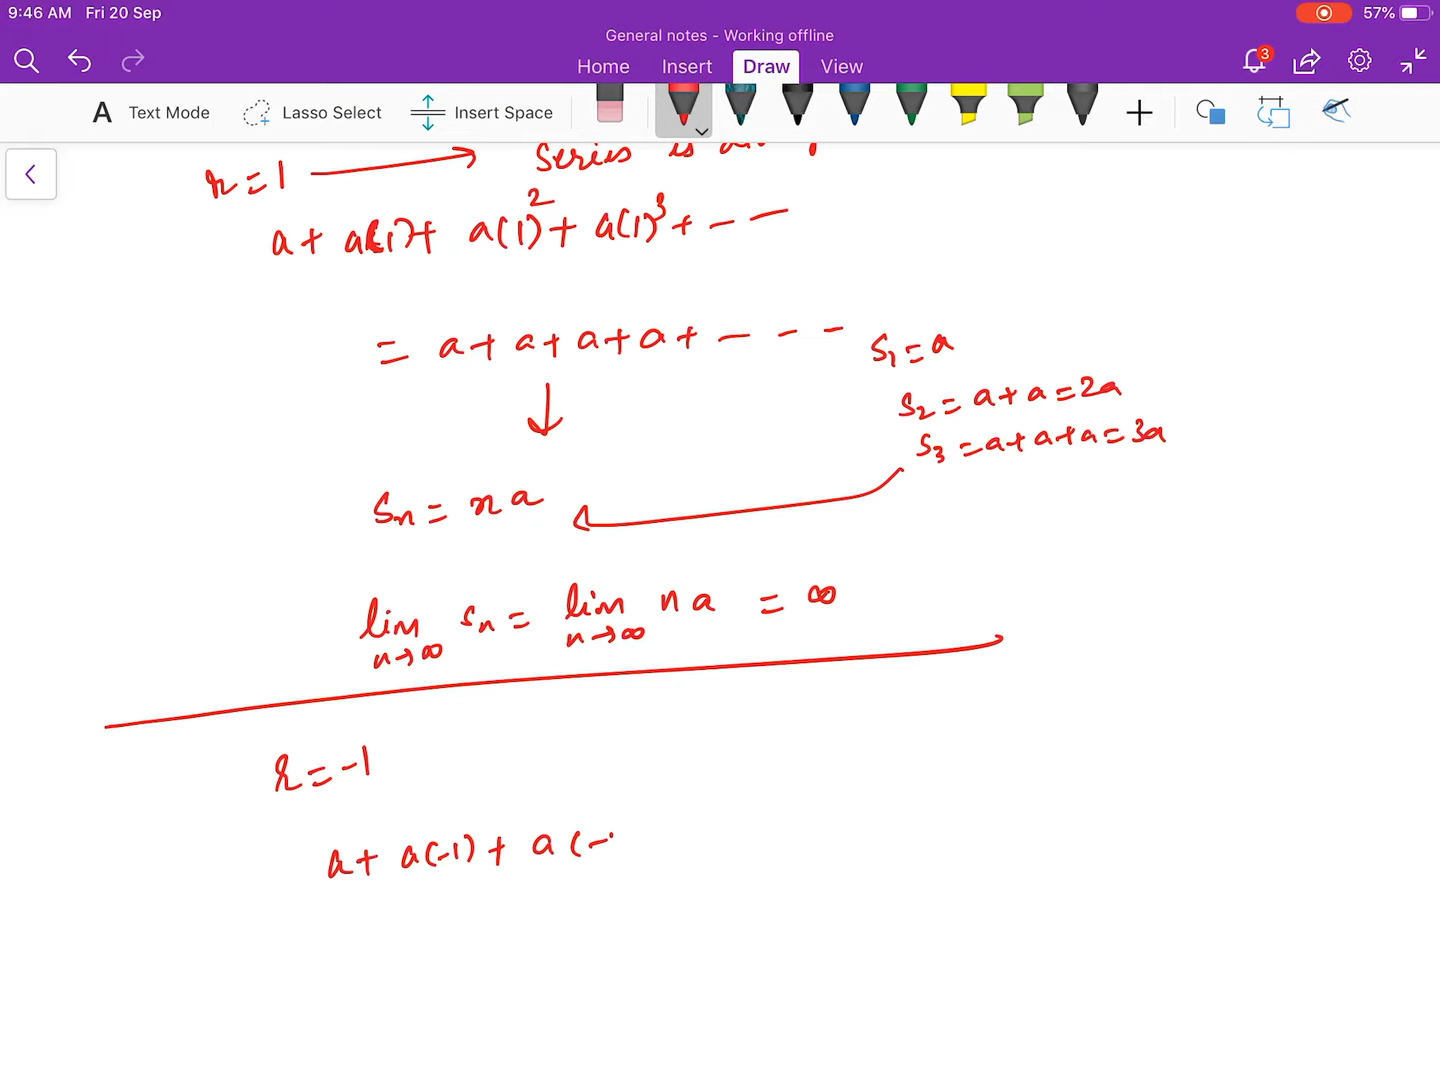 9:46 AM Fri 20 Sep 57%
General notes - Working offline
Home Insert Draw View 3
A Text Mode Lasso Select Insert Space
r = 1 Series is
a + a(1) + a(1)² + a(1)³ + - -
= a + a + a + a + - - -
S₁ = a
S₂ = a + a = 2a
S₃ = a + a + a = 3a
Sₙ = n a
lim n→∞ Sₙ = lim n→∞ n a = ∞
r = -1
a + a(-1) + a (-